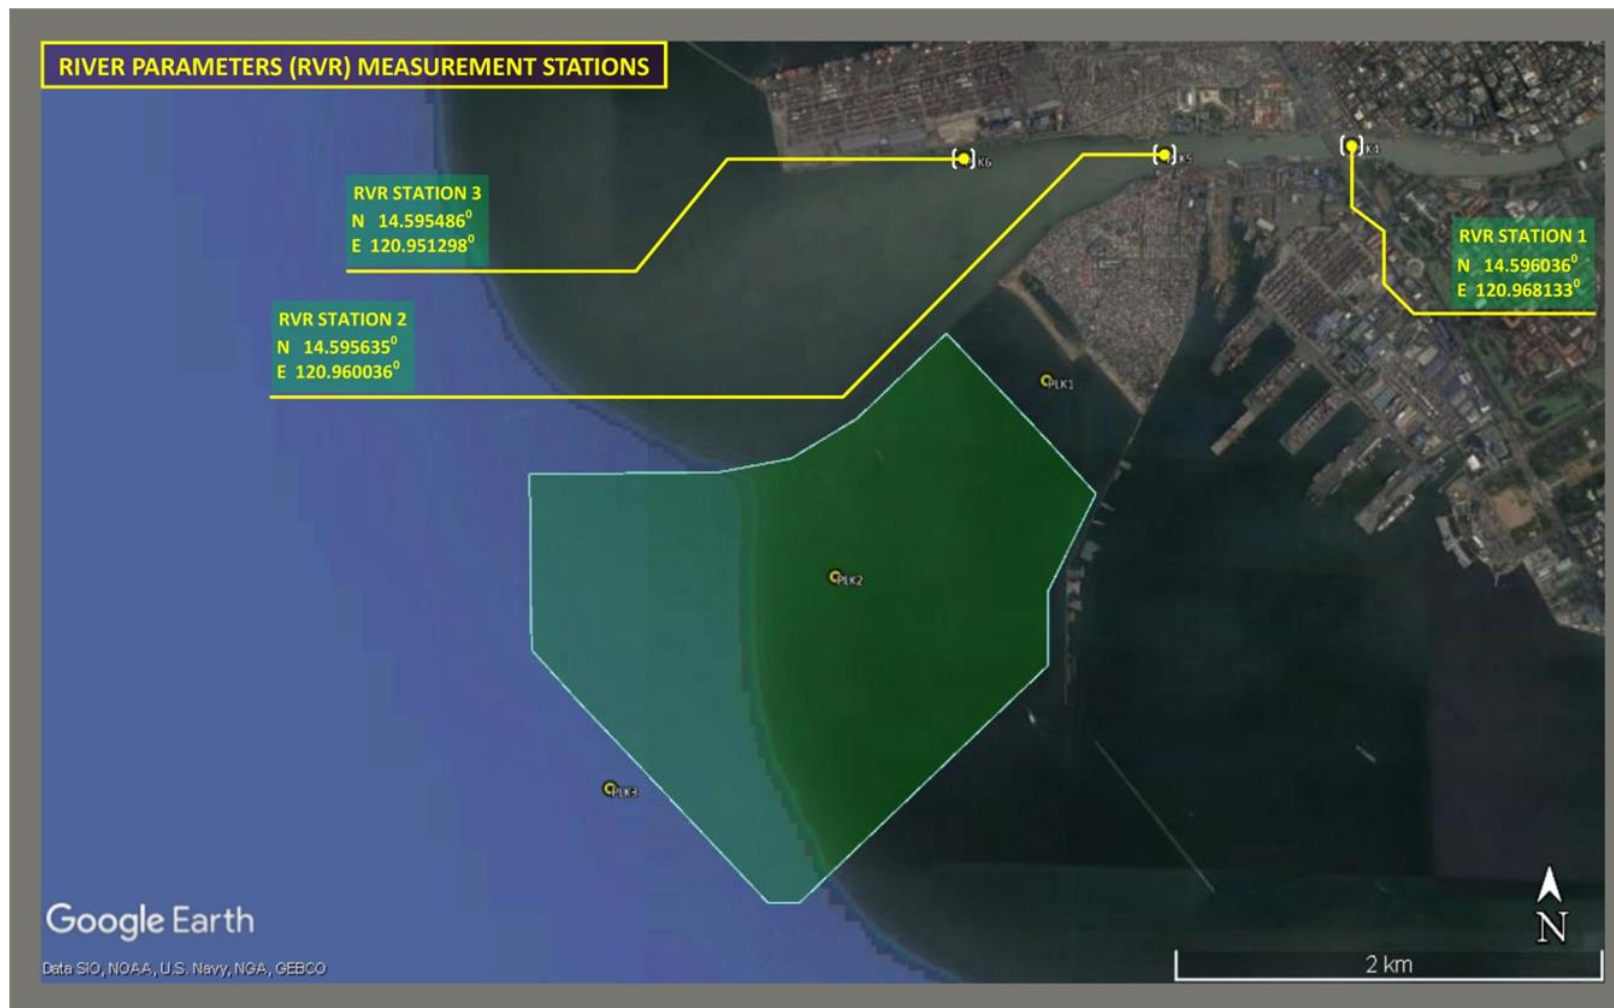 RIVER PARAMETERS (RVR) MEASUREMENT STATIONS
K6
K5
K4
RVR STATION 3
N 14.595486⁰
E 120.951298⁰
RVR STATION 1
N 14.596036⁰
E 120.968133⁰
RVR STATION 2
N 14.595635⁰
E 120.960036⁰
PLK1
PLK2
PLK3
Google Earth
N
2 km
Data SIO, NOAA, U.S. Navy, NGA, GEBCO